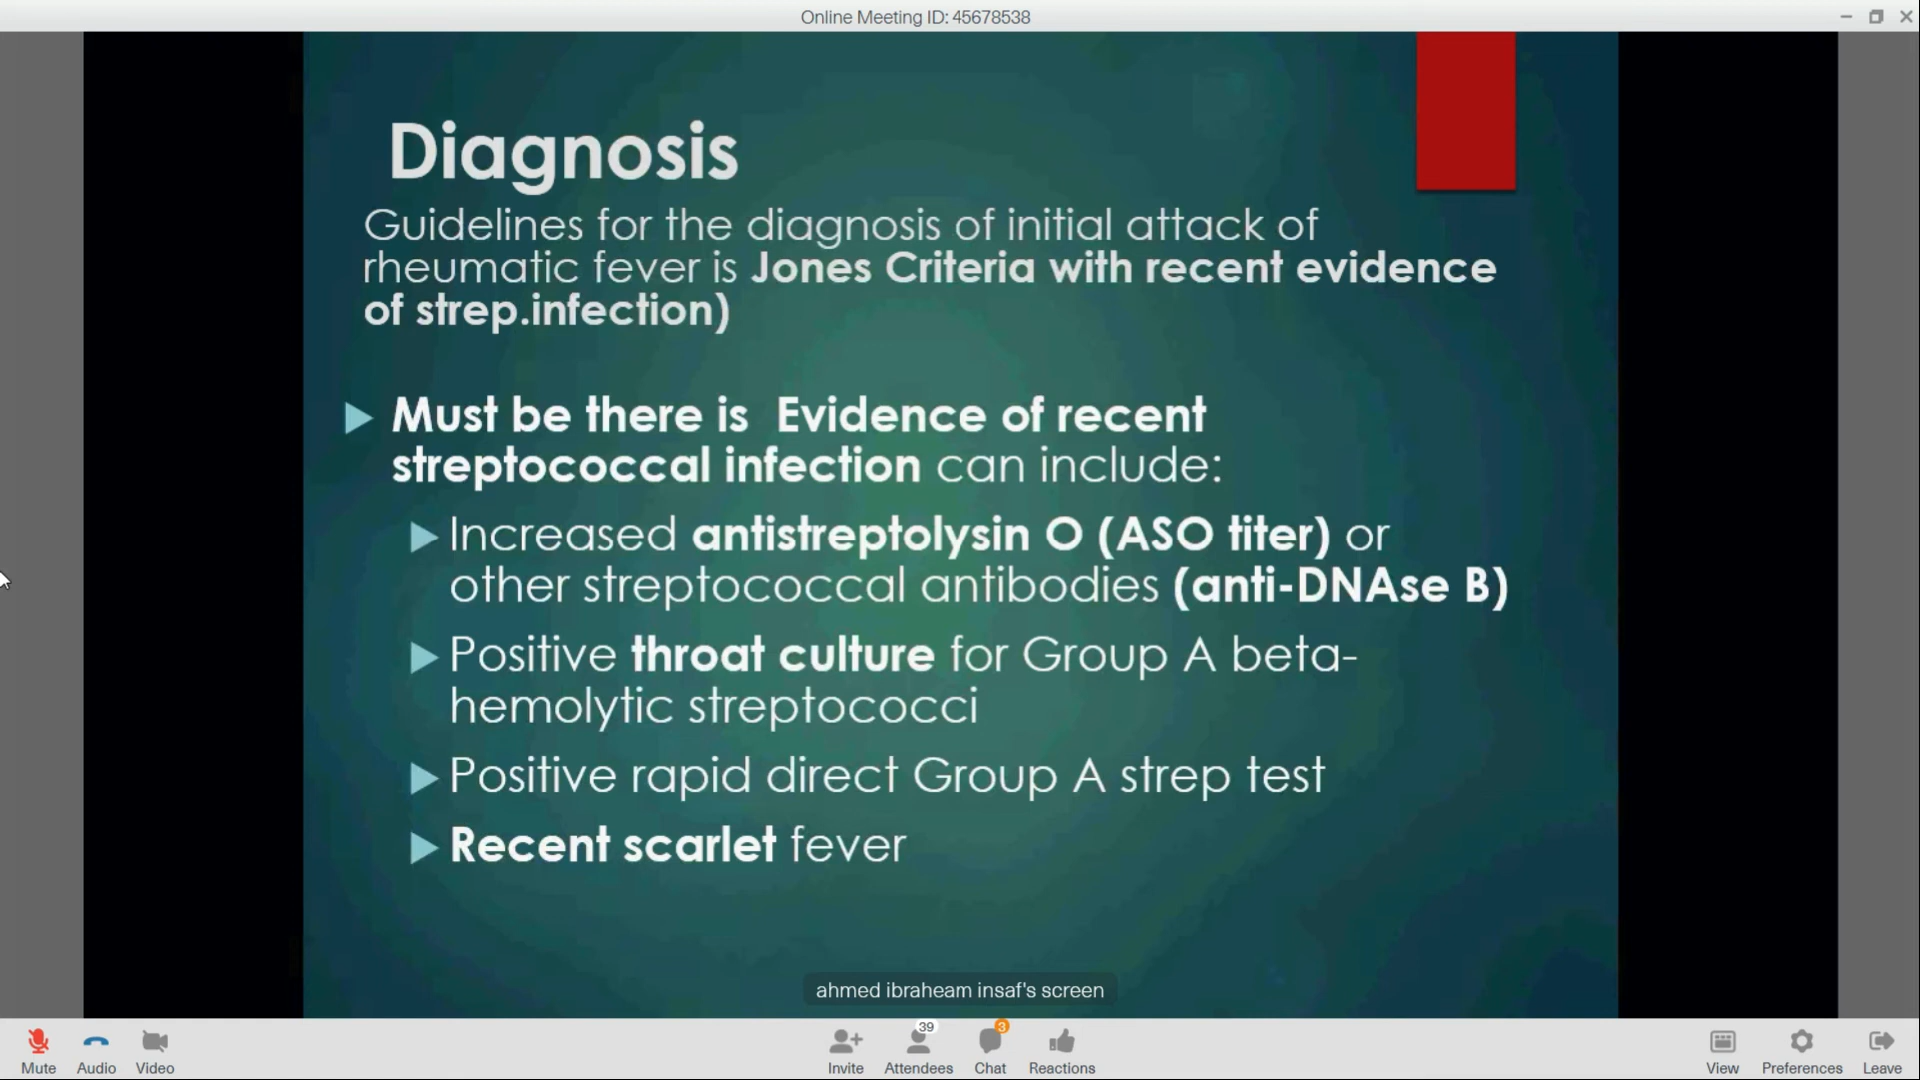 Online Meeting ID: 45678538
Diagnosis
Guidelines for the diagnosis of initial attack of
rheumatic fever is Jones Criteria with recent evidence
of strep.infection)
Must be there is Evidence of recent
streptococcal infection can include:
Increased antistreptolysin O (ASO titer) or
other streptococcal antibodies (anti-DNAse B)
Positive throat culture for Group A beta-
hemolytic streptococci
Positive rapid direct Group A strep test
Recent scarlet fever
ahmed ibraheam insaf's screen
39
3
Mute Audio Video Invite Attendees Chat Reactions View Preferences Leave